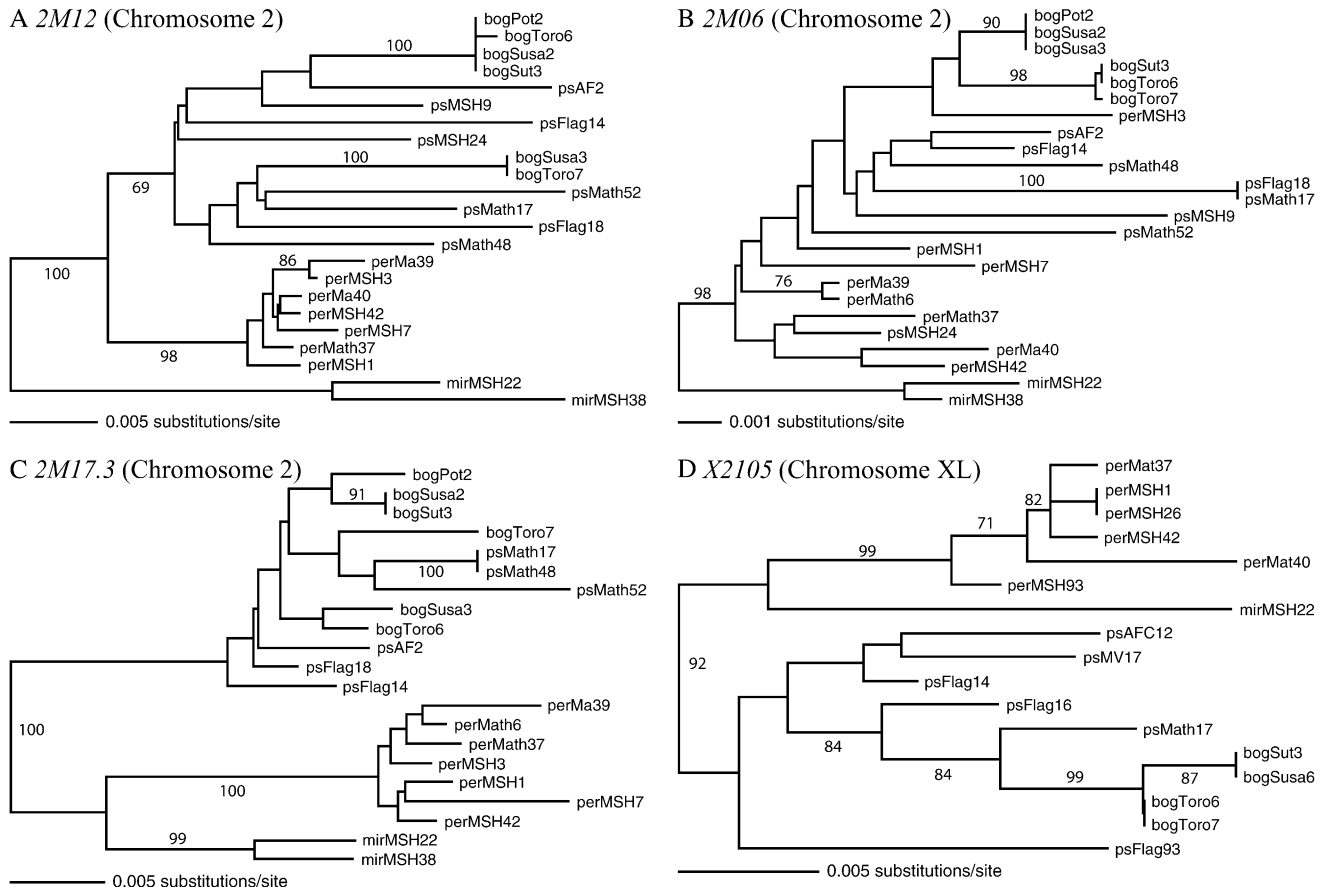 A 2M12 (Chromosome 2)
bogPot2
bogToro6
100
bogSusa2
bogSut3
psAF2
psMSH9
psFlag14
psMSH24
100
bogSusa3
bogToro7
69
psMath52
psMath17
psFlag18
psMath48
100
86
perMa39
perMSH3
perMa40
perMSH42
perMSH7
perMath37
98
perMSH1
mirMSH22
mirMSH38
0.005 substitutions/site
B 2M06 (Chromosome 2)
90
bogPot2
bogSusa2
bogSusa3
98
bogSut3
bogToro6
bogToro7
perMSH3
psAF2
psFlag14
psMath48
100
psFlag18
psMath17
psMSH9
psMath52
perMSH1
perMSH7
98
76
perMa39
perMath6
perMath37
psMSH24
perMa40
perMSH42
mirMSH22
mirMSH38
0.001 substitutions/site
C 2M17.3 (Chromosome 2)
bogPot2
91
bogSusa2
bogSut3
bogToro7
psMath17
100
psMath48
psMath52
bogSusa3
bogToro6
psAF2
psFlag18
psFlag14
100
perMa39
perMath6
perMath37
perMSH3
perMSH1
100
perMSH7
perMSH42
99
mirMSH22
mirMSH38
0.005 substitutions/site
D X2105 (Chromosome XL)
perMat37
82
perMSH1
perMSH26
71
perMSH42
99
perMat40
perMSH93
mirMSH22
psAFC12
92
psMV17
psFlag14
psFlag16
84
psMath17
84
bogSut3
99
87
bogSusa6
bogToro6
bogToro7
psFlag93
0.005 substitutions/site